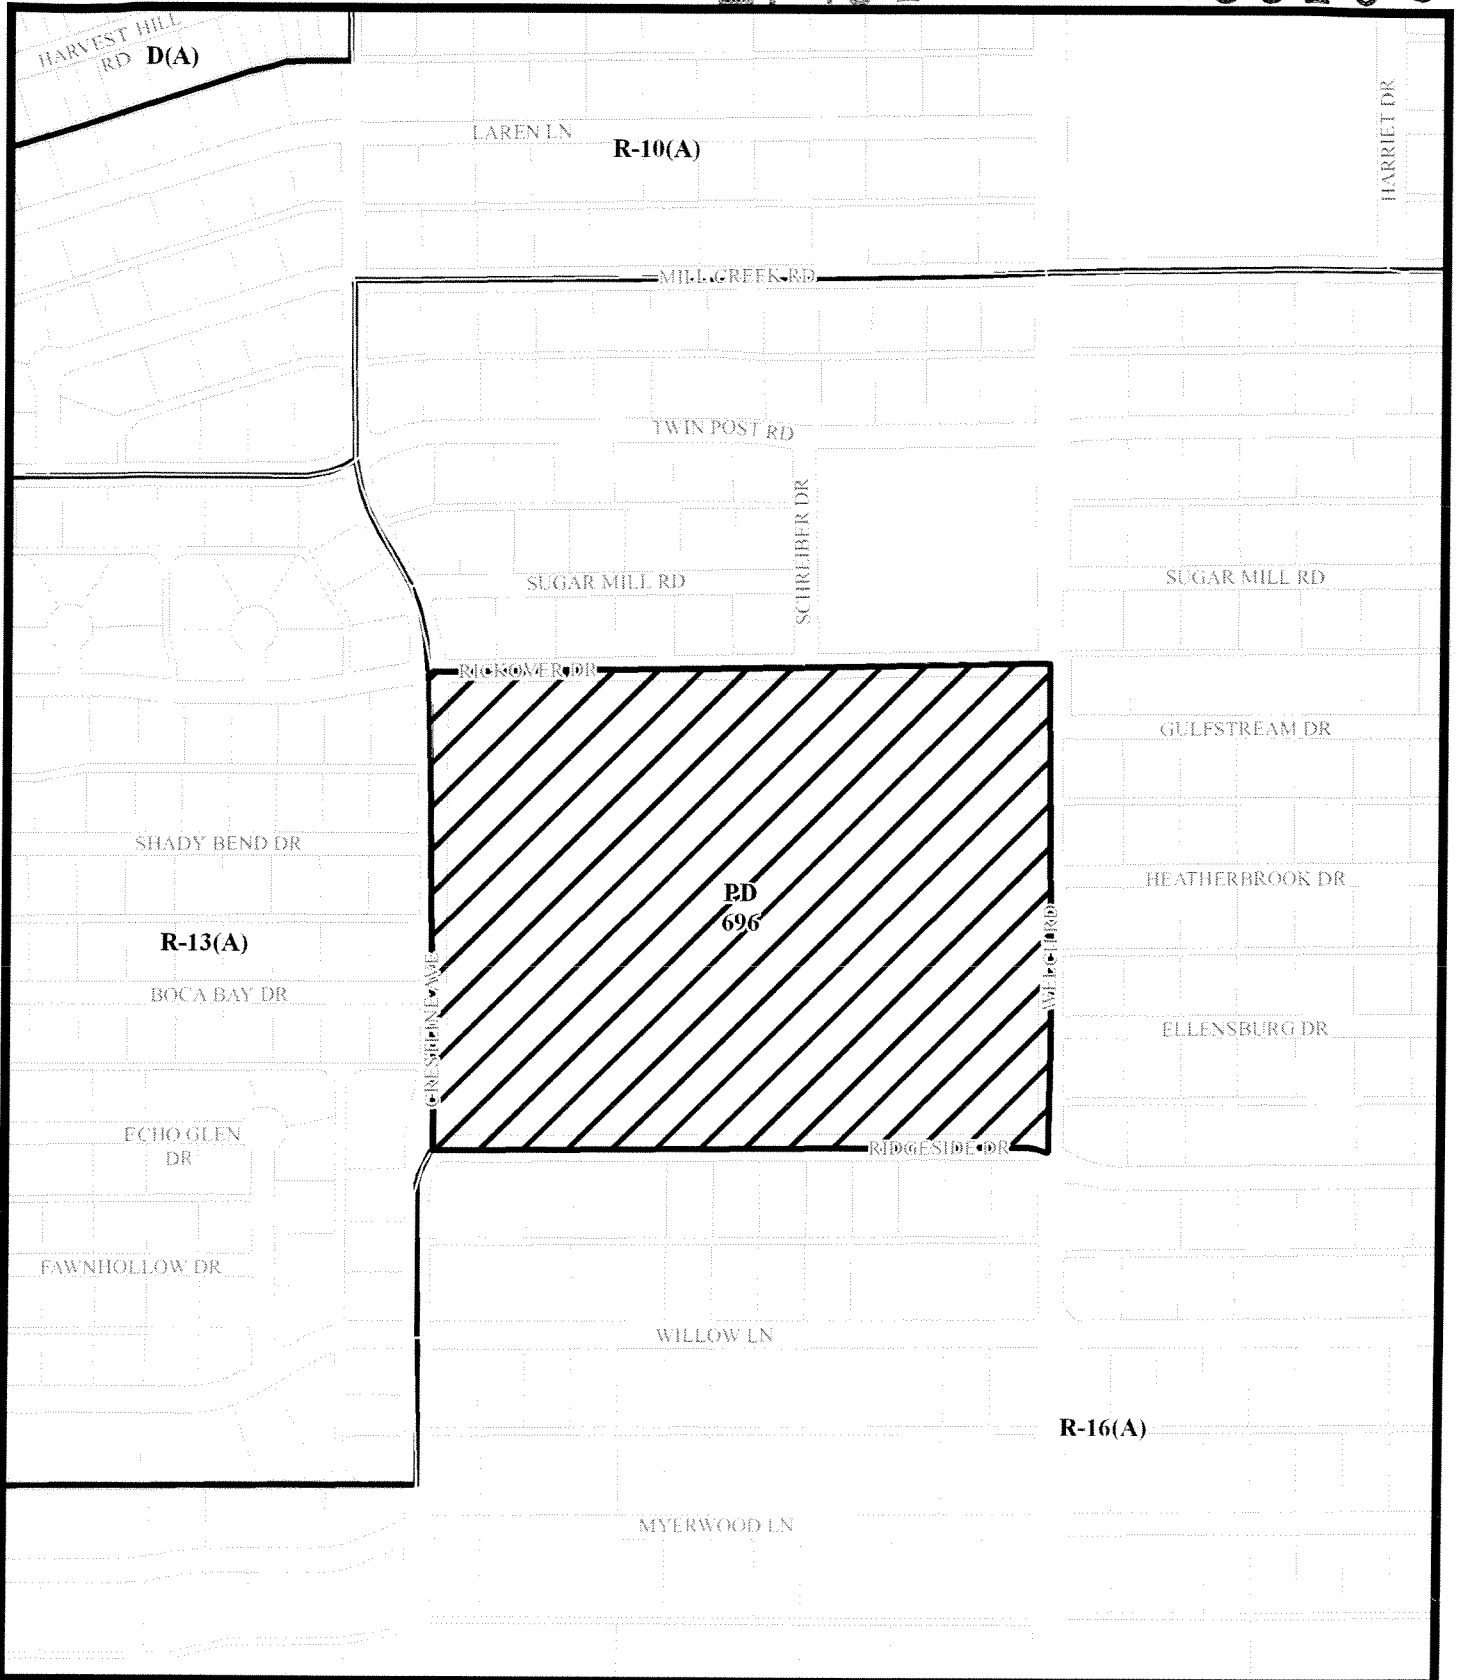 HARVEST HILL
RD
D(A)
LAREN LN
R-10(A)
HARRIET DR
MILL CREEK RD
TWIN POST RD
SCHREIBER DR
SUGAR MILL RD
SUGAR MILL RD
RICKOVER DR
GULFSTREAM DR
SHADY BEND DR
HEATHERBROOK DR
PD
696
R-13(A)
WELCH RD
CRESTLINE AVE
BOCA BAY DR
ELLENSBURG DR
ECHO GLEN
DR
RIDGESIDE DR
FAWNHOLLOW DR
WILLOW LN
R-16(A)
MYERWOOD LN